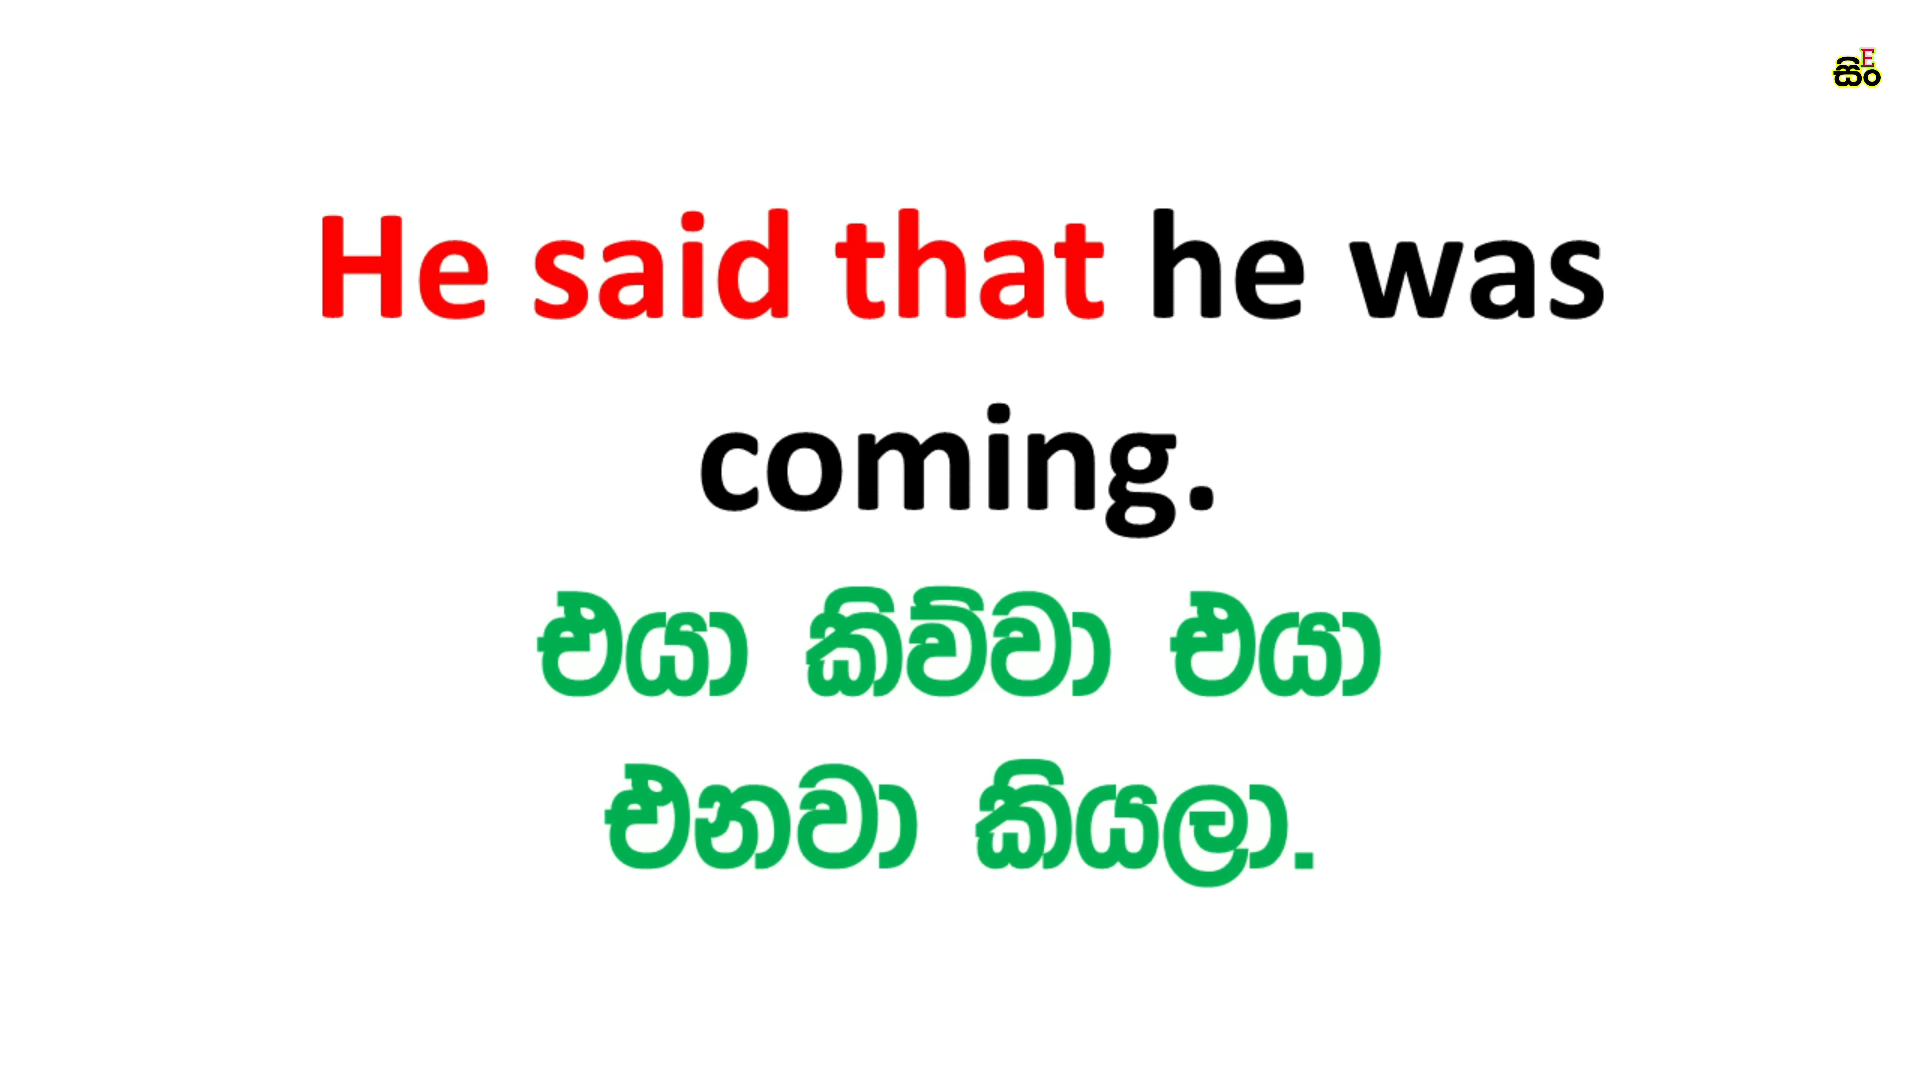 E
සිං
He said that he was
coming.
එයා කිව්වා එයා
එනවා කියලා.